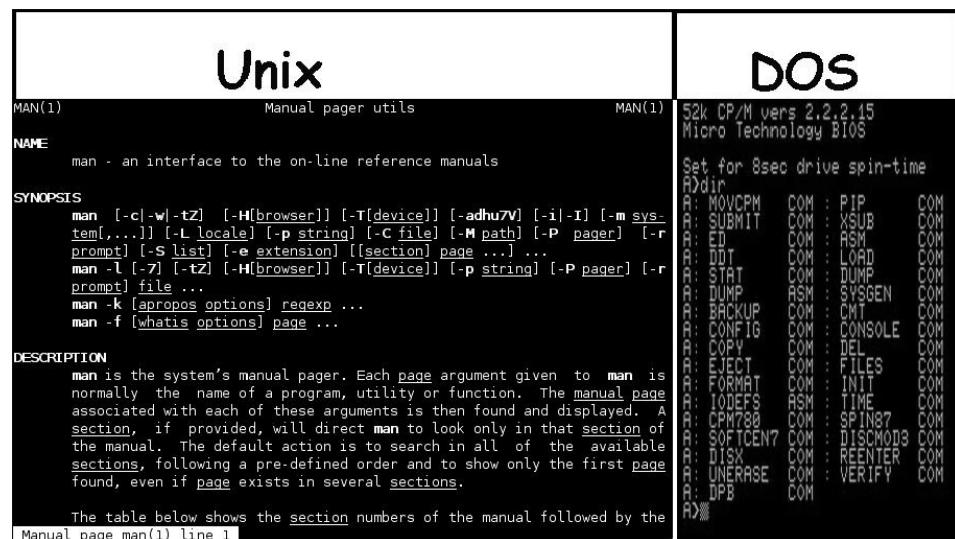 Unix
MAN(1) Manual pager utils MAN(1)
NAME
man - an interface to the on-line reference manuals
SYNOPSIS
man [-c|-w|-tZ] [-H[browser]] [-T[device]] [-adhu7V] [-i|-I] [-m sys-
tem[,...]] [-L locale] [-p string] [-C file] [-M path] [-P pager] [-r
prompt] [-S list] [-e extension] [[section] page ...] ...
man -l [-7] [-tZ] [-H[browser]] [-T[device]] [-p string] [-P pager] [-r
prompt] file ...
man -k [apropos options] regexp ...
man -f [whatis options] page ...
DESCRIPTION
man is the system's manual pager. Each page argument given to man is
normally the name of a program, utility or function. The manual page
associated with each of these arguments is then found and displayed. A
section, if provided, will direct man to look only in that section of
the manual. The default action is to search in all of the available
sections, following a pre-defined order and to show only the first page
found, even if page exists in several sections.
The table below shows the section numbers of the manual followed by the
Manual page man(1) line 1
DOS
52k CP/M vers 2.2.2.15
Micro Technology BIOS
Set for 8sec drive spin-time
A>dir
A: MOVCPM COM : PIP COM
A: SUBMIT COM : XSUB COM
A: ED COM : ASM COM
A: DDT COM : LOAD COM
A: STAT COM : DUMP COM
A: DUMP ASM : SYSGEN COM
A: BACKUP COM : CMT COM
A: CONFIG COM : CONSOLE COM
A: COPY COM : DEL COM
A: EJECT COM : FILES COM
A: FORMAT COM : INIT COM
A: IODEFS ASM : TIME COM
A: CPM780 COM : SPIN87 COM
A: SOFTCEN7 COM : DISCMOD3 COM
A: DISX COM : REENTER COM
A: UNERASE COM : VERIFY COM
A: DPB COM
A>